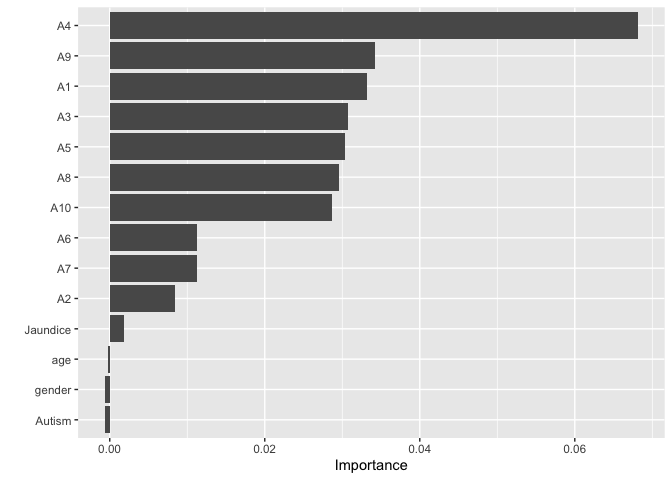 A4
A9
A1
A3
A5
A8
A10
A6
A7
A2
Jaundice
age
gender
Autism
0.00 0.02 0.04 0.06
Importance